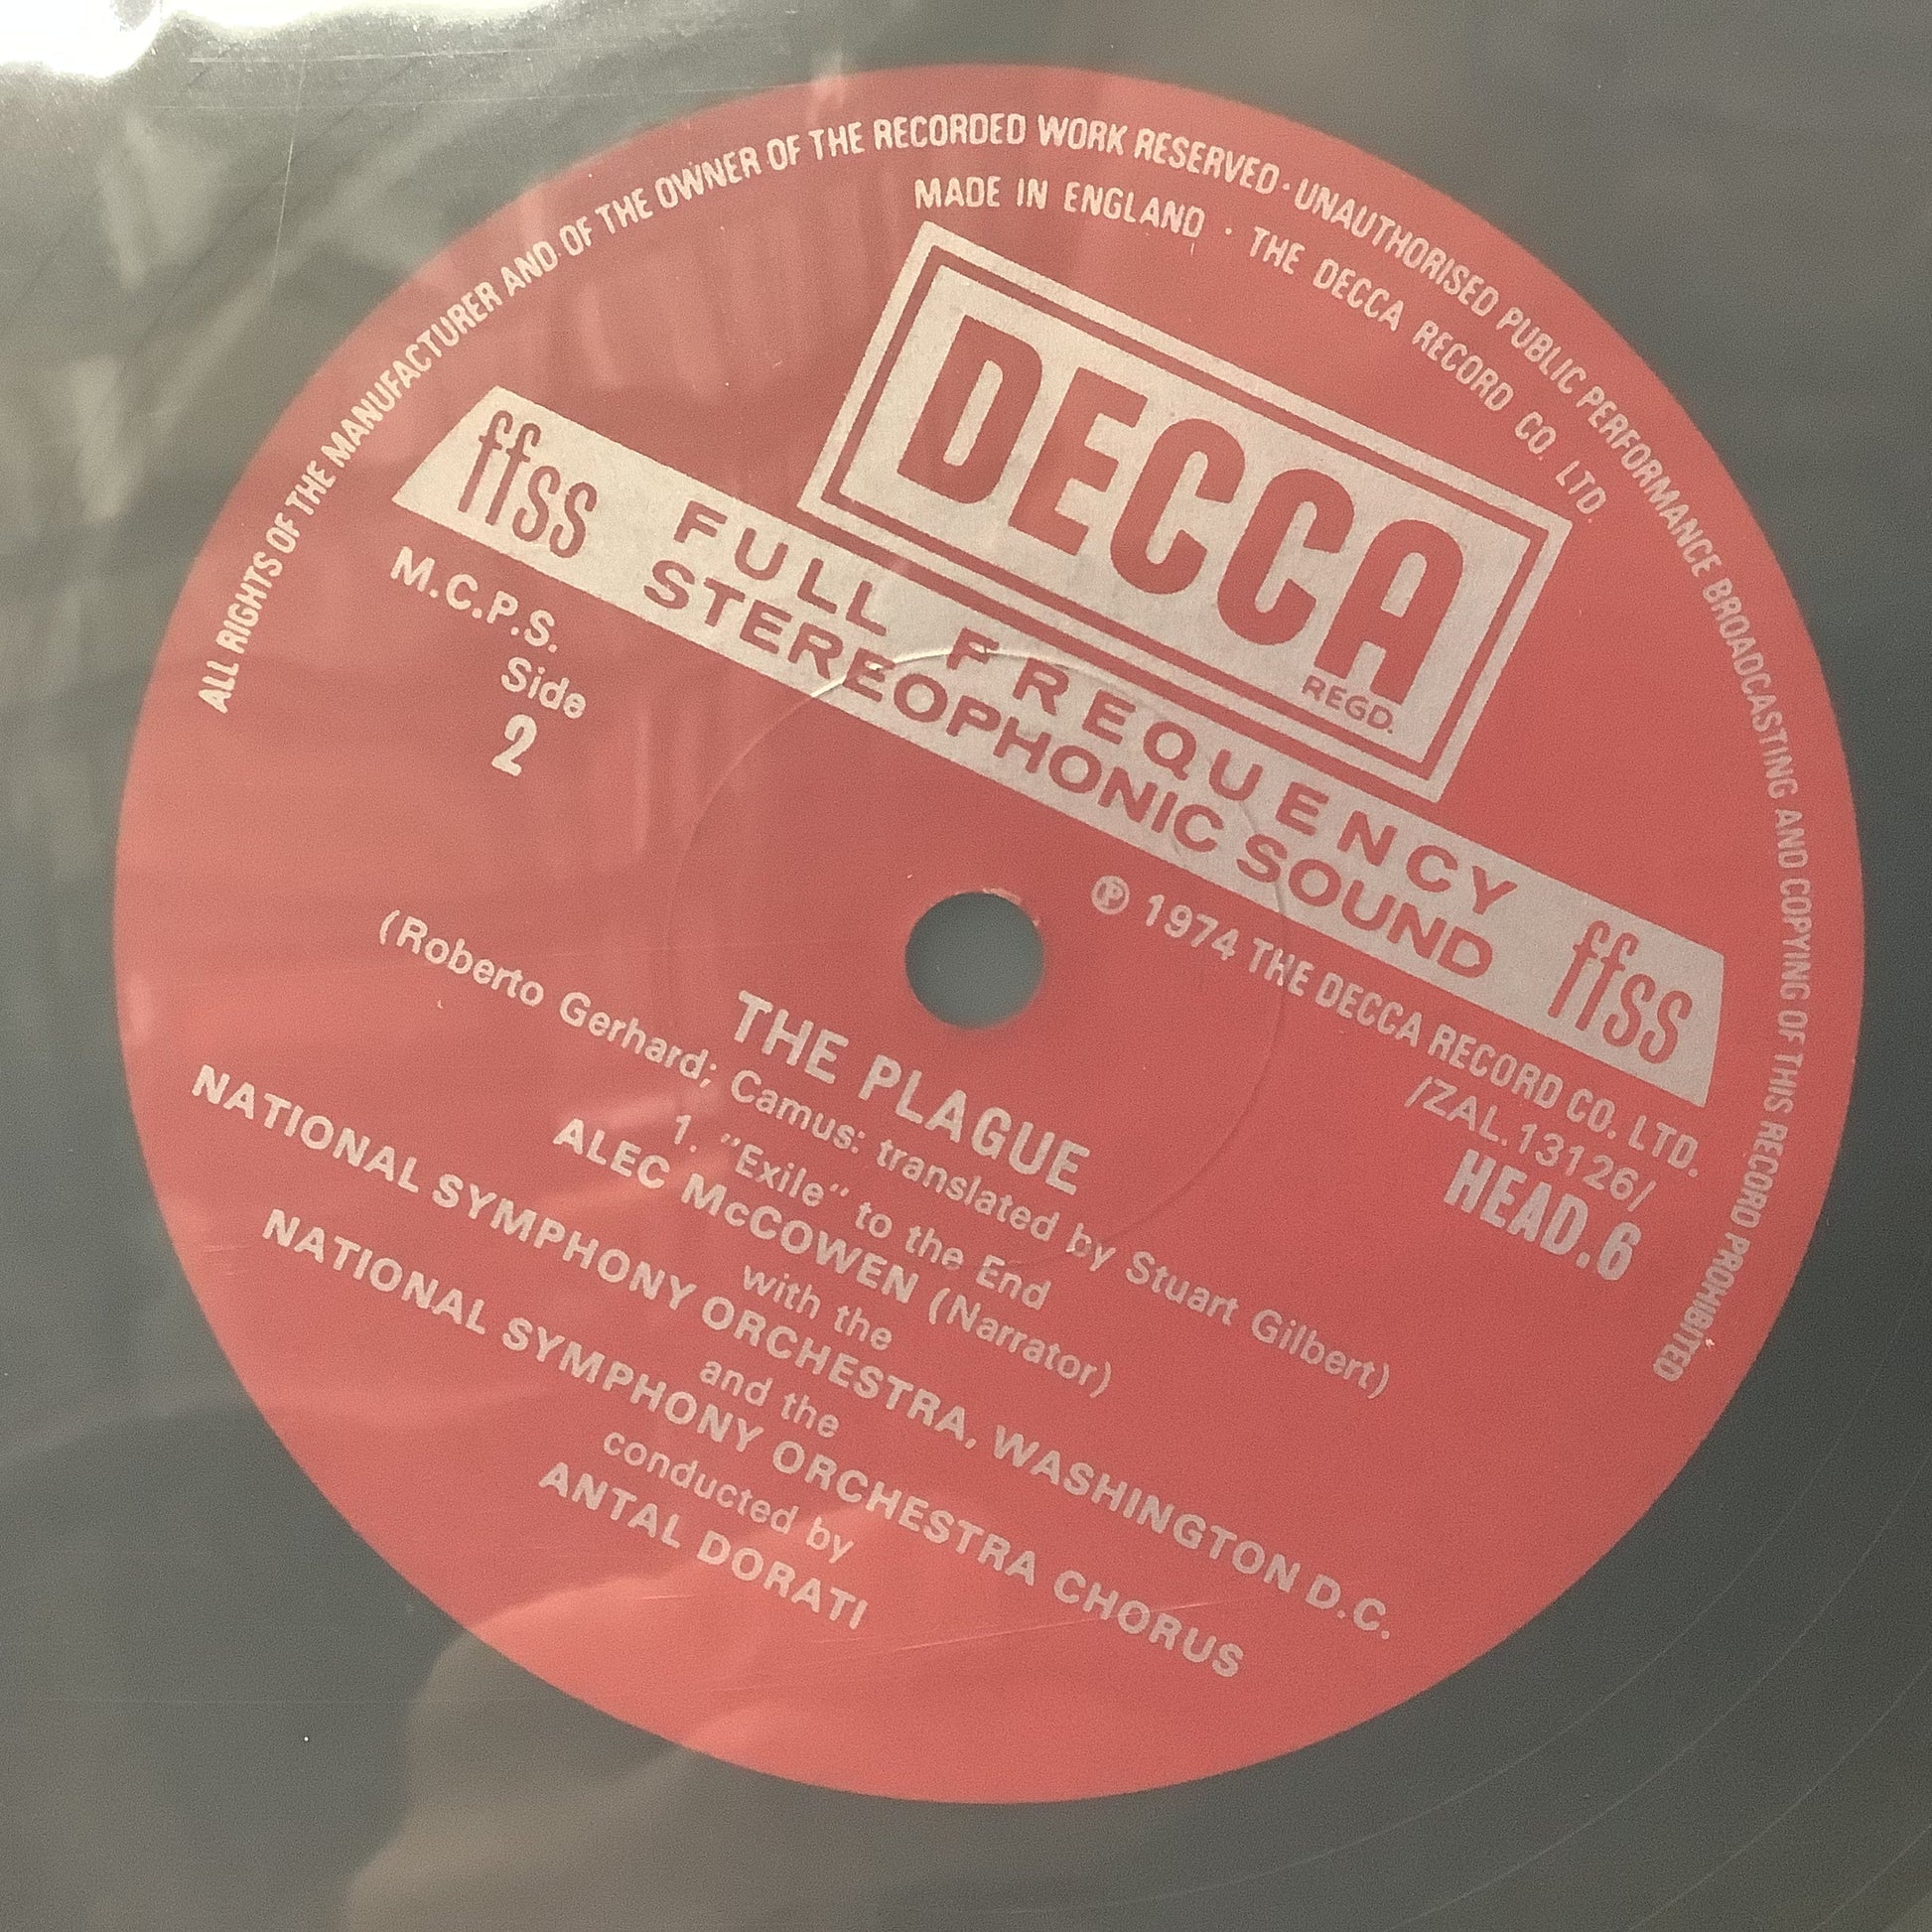 ALL RIGHTS OF THE MANUFACTURER AND OF THE OWNER OF THE RECORDED WORK RESERVED · UNAUTHORISED PUBLIC PERFORMANCE BROADCASTING AND COPYING OF THIS RECORD PROHIBITED
MADE IN ENGLAND · THE DECCA RECORD CO. LTD.
DECCA
REGD.
ffss FULL FREQUENCY ffss
STEREOPHONIC SOUND
M.C.P.S.
Side
2
℗ 1974 THE DECCA RECORD CO. LTD.
/ZAL.13126/
HEAD.6
THE PLAGUE
(Roberto Gerhard; Camus: translated by Stuart Gilbert)
1. "Exile" to the End
ALEC McCOWEN (Narrator)
with the
NATIONAL SYMPHONY ORCHESTRA, WASHINGTON D.C.
and the
NATIONAL SYMPHONY ORCHESTRA CHORUS
conducted by
ANTAL DORATI